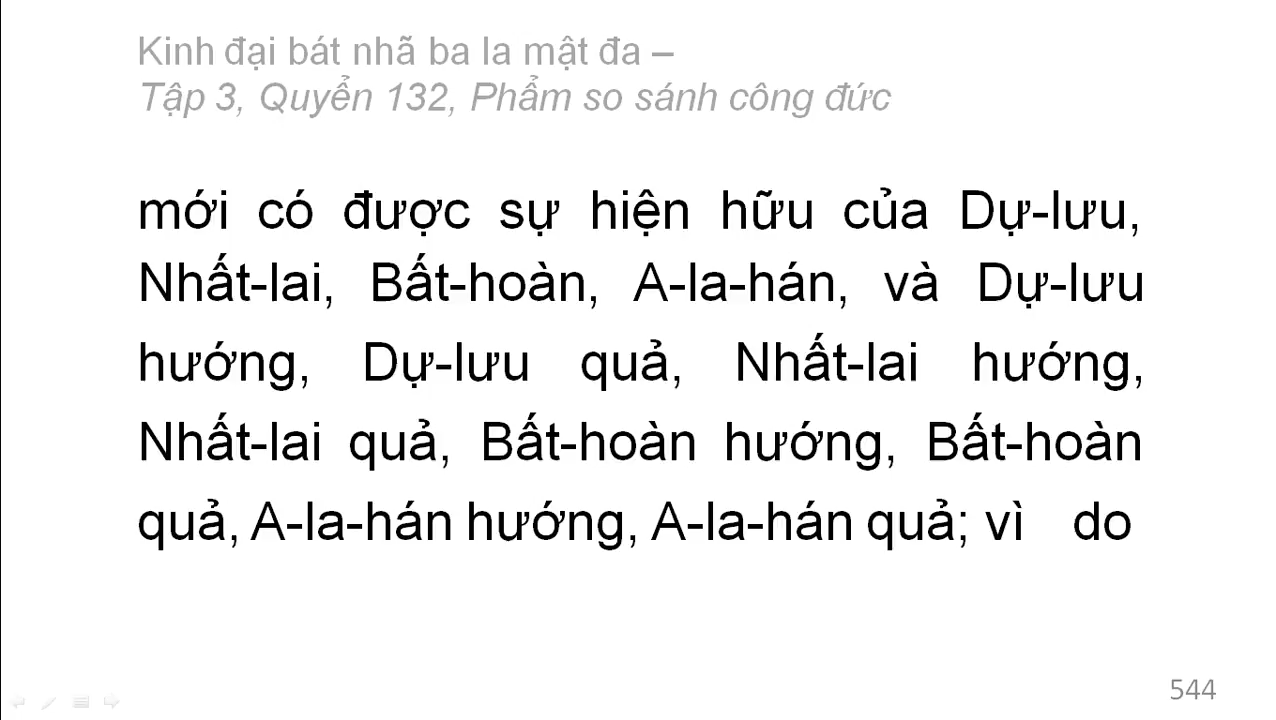 Kinh đại bát nhã ba la mật đa –
Tập 3, Quyển 132, Phẩm so sánh công đức
mới có được sự hiện hữu của Dự-lưu,
Nhất-lai, Bất-hoàn, A-la-hán, và Dự-lưu
hướng, Dự-lưu quả, Nhất-lai hướng,
Nhất-lai quả, Bất-hoàn hướng, Bất-hoàn
quả, A-la-hán hướng, A-la-hán quả; vì do
544